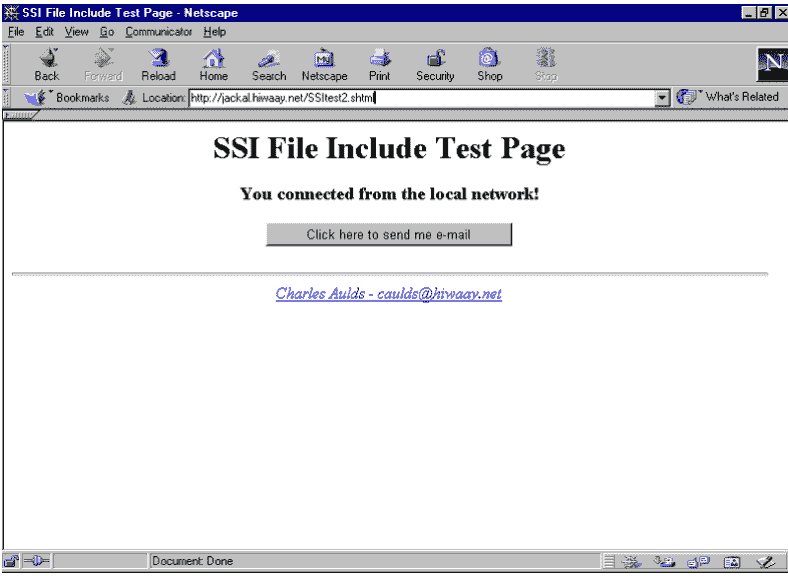 SSI File Include Test Page - Netscape
File Edit View Go Communicator Help
Back Forward Reload Home Search Netscape Print Security Shop Stop
Bookmarks Location: http://jackal.hiwaay.net/SSItest2.shtml What's Related
SSI File Include Test Page
You connected from the local network!
Click here to send me e-mail
Charles Aulds - caulds@hiwaay.net
Document: Done